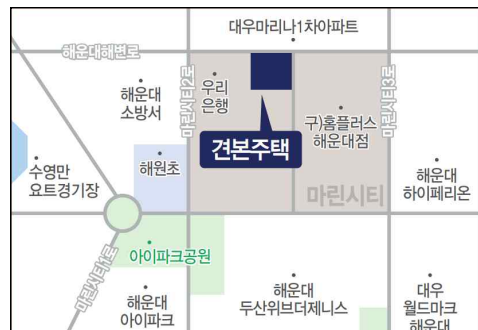 대우마리나1차아파트
해운대해변로
해운대
소방서
마린시티2로
우리
은행
견본주택
구)홈플러스
해운대점
마린시티3로
수영만
요트경기장
해원초
마린시티
해운대
하이페리온
아이파크공원
마린시티1로
해운대
아이파크
해운대
두산위브더제니스
대우
월드마크
해운대